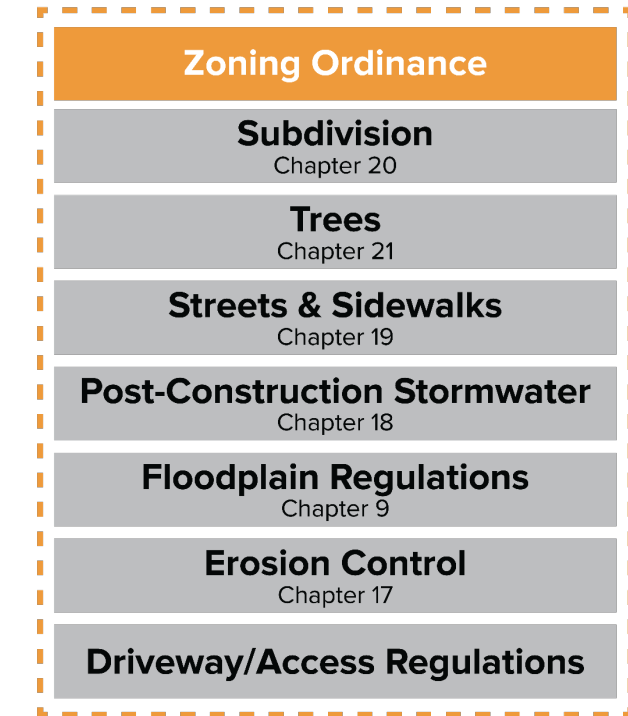 Zoning Ordinance
Subdivision
Chapter 20
Trees
Chapter 21
Streets & Sidewalks
Chapter 19
Post-Construction Stormwater
Chapter 18
Floodplain Regulations
Chapter 9
Erosion Control
Chapter 17
Driveway/Access Regulations